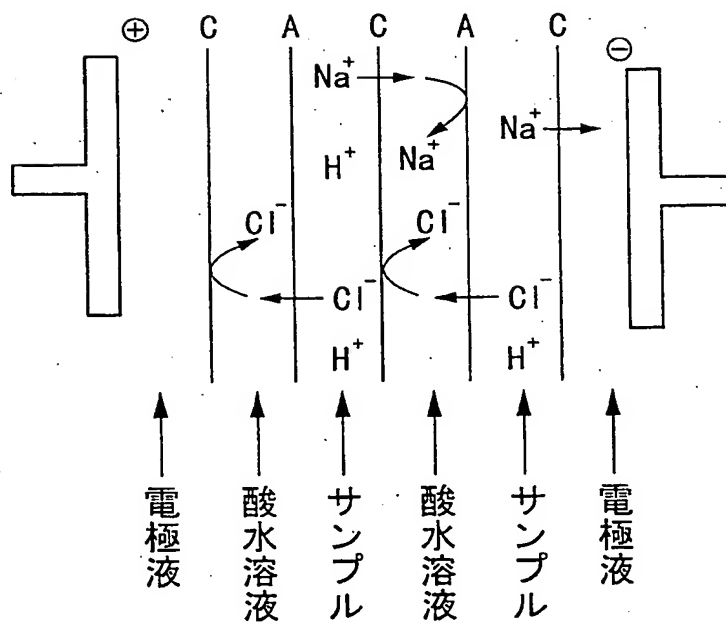 ⊕ C A C A C ⊖
Na⁺
Na⁺
H⁺ Na⁺
Cl⁻ Cl⁻
Cl⁻ Cl⁻
H⁺ H⁺
電極液
酸水溶液
サンプル
酸水溶液
サンプル
電極液